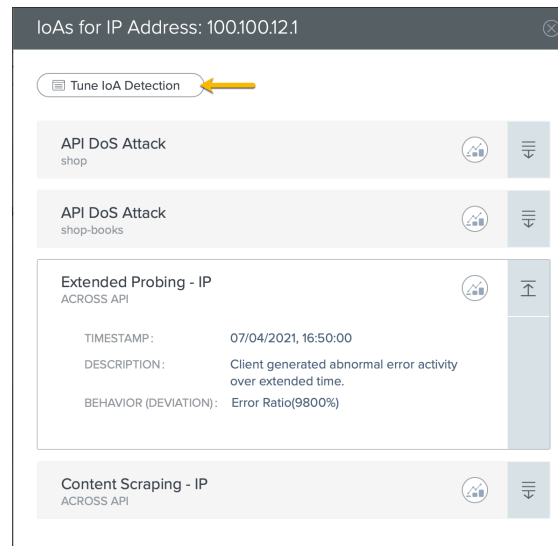 IoAs for IP Address: 100.100.12.1
Tune IoA Detection
API DoS Attack
shop
API DoS Attack
shop-books
Extended Probing - IP
ACROSS API
TIMESTAMP: 07/04/2021, 16:50:00
DESCRIPTION: Client generated abnormal error activity
over extended time.
BEHAVIOR (DEVIATION): Error Ratio(9800%)
Content Scraping - IP
ACROSS API